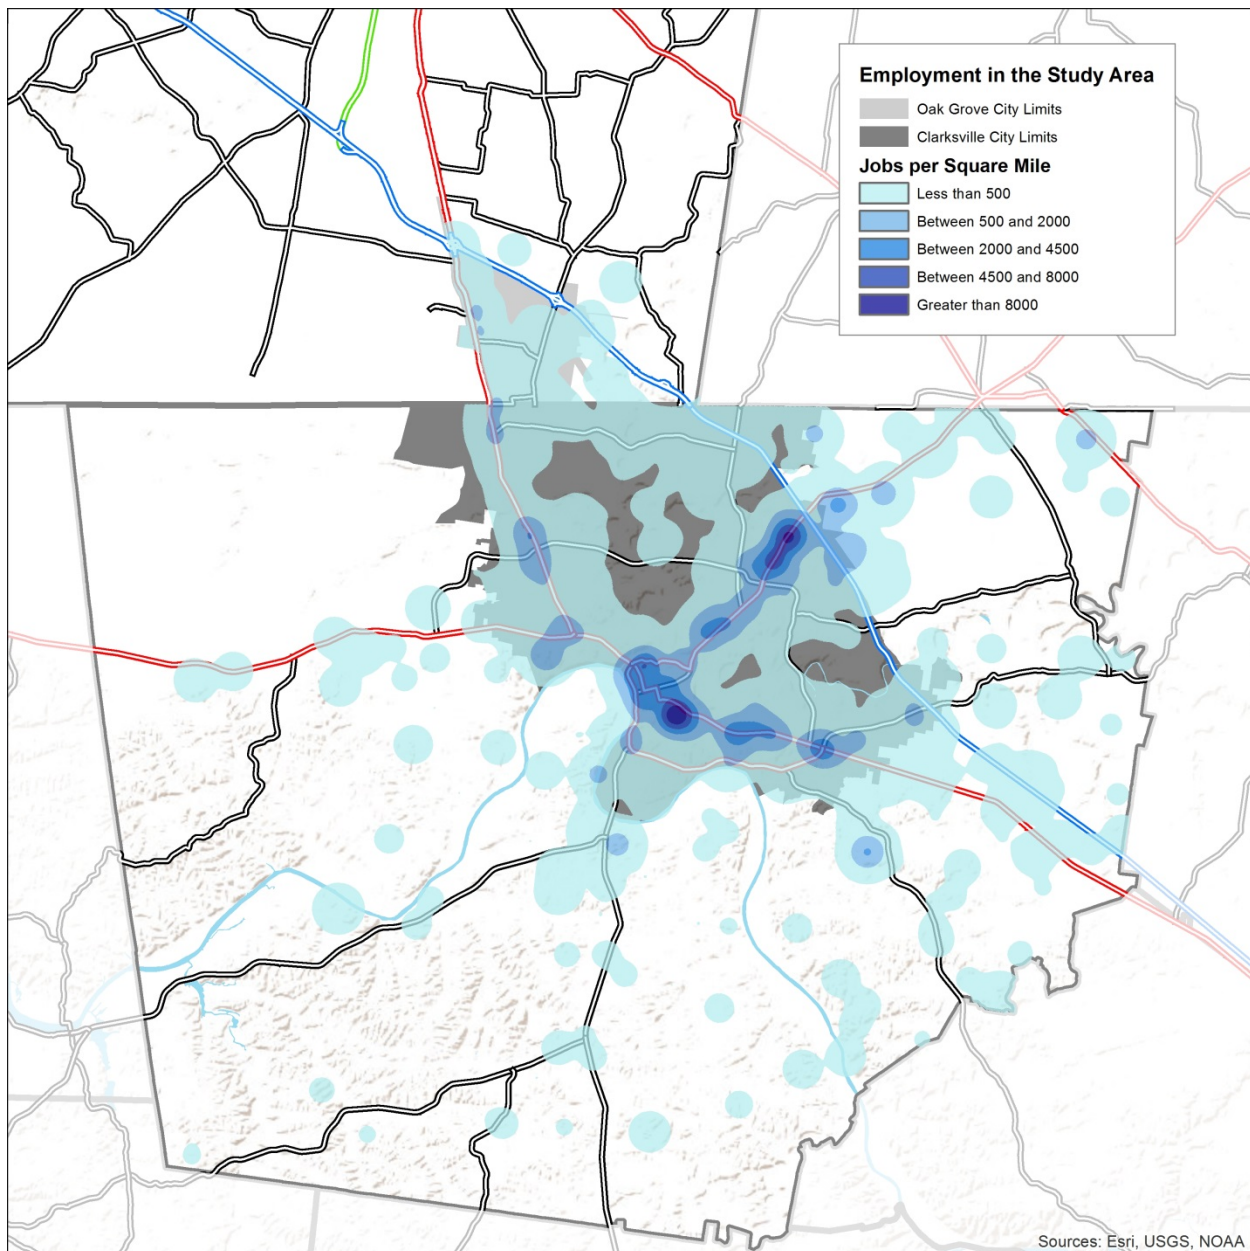 Employment in the Study Area
Oak Grove City Limits
Clarksville City Limits
Jobs per Square Mile
Less than 500
Between 500 and 2000
Between 2000 and 4500
Between 4500 and 8000
Greater than 8000
Sources: Esri, USGS, NOAA